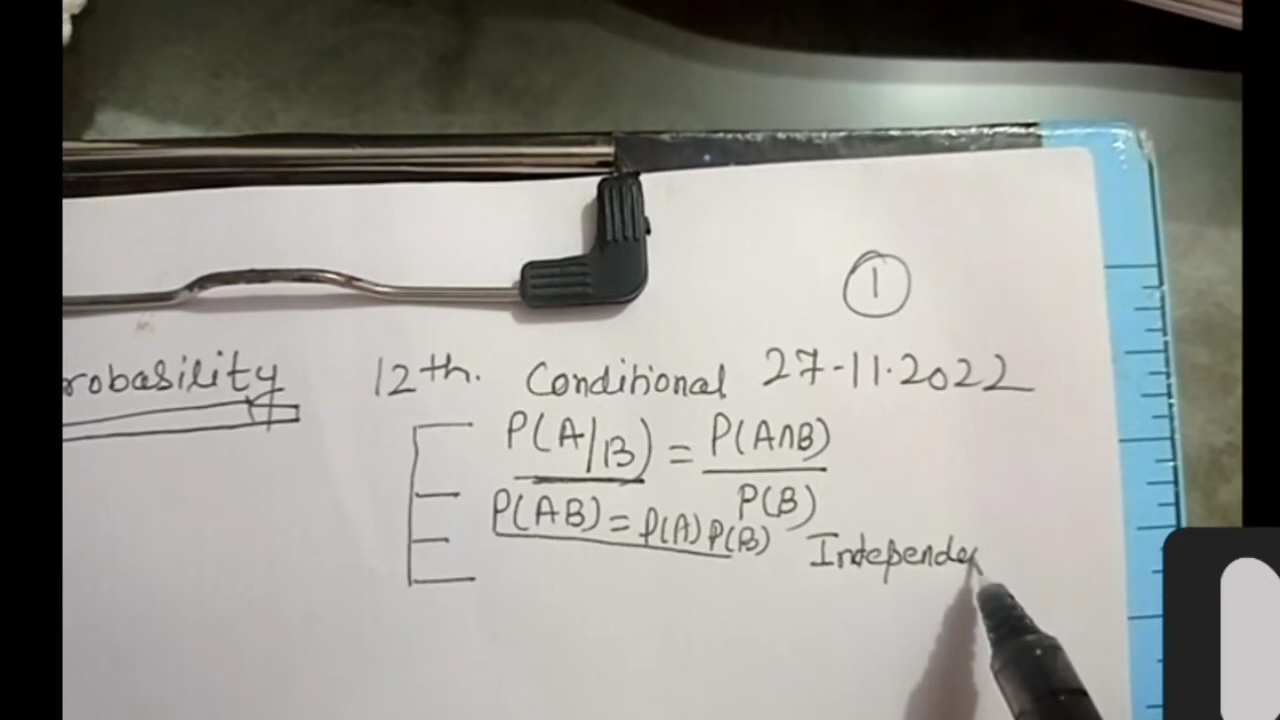 ①
robability 12th. Conditional 27-11.2022
P(A/B) = P(A∩B)/P(B)
P(AB) = P(A) P(B) Independe